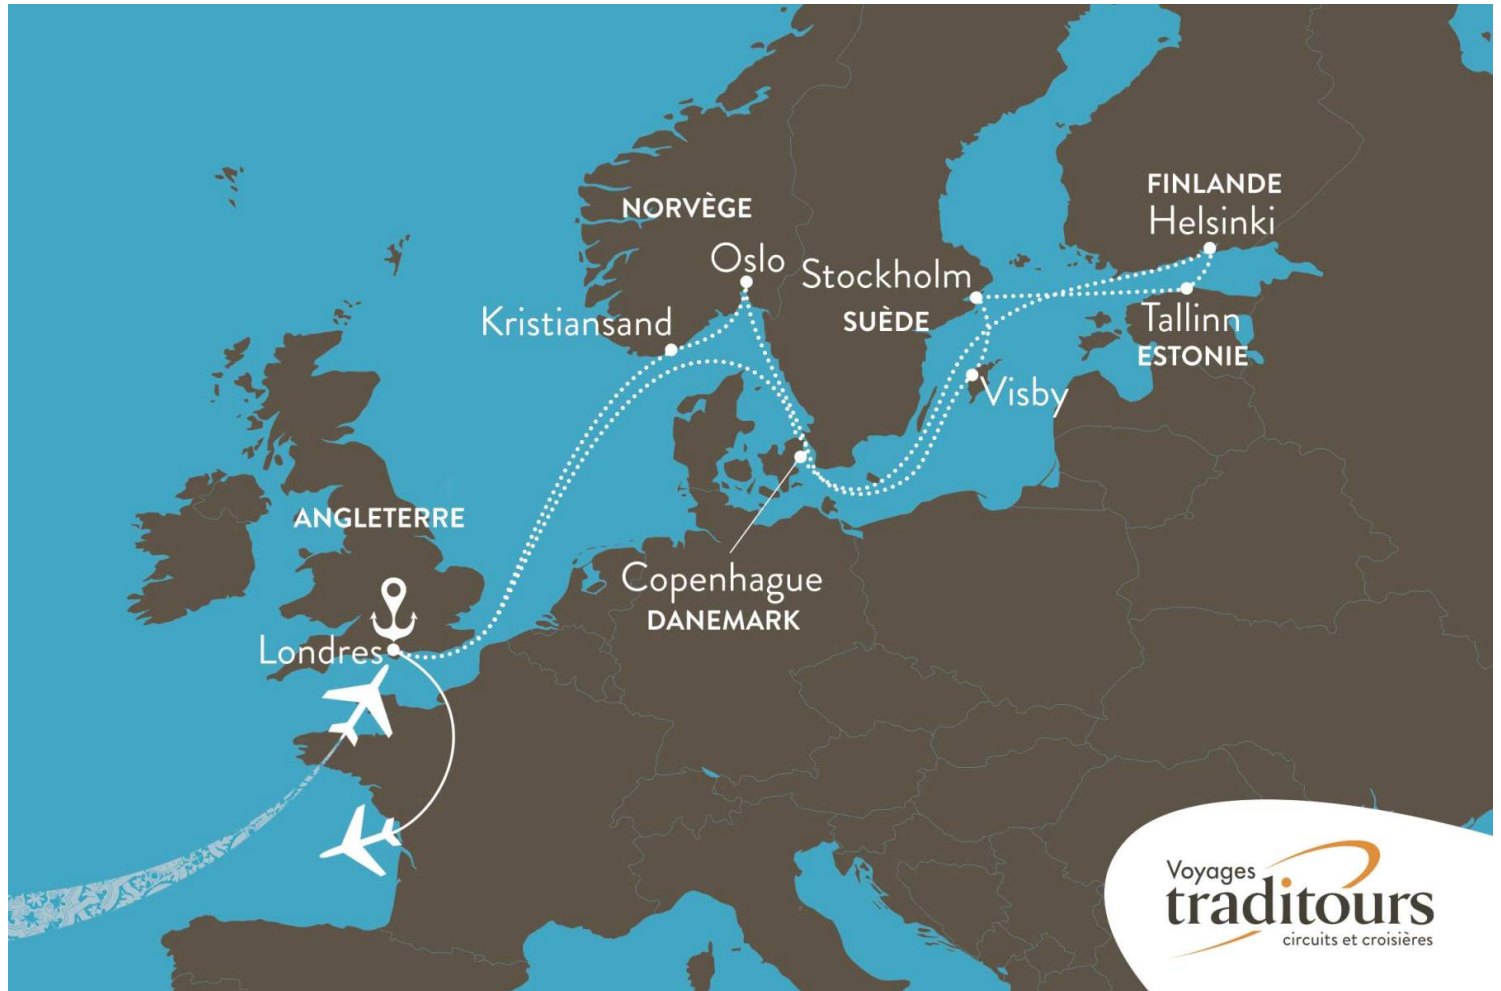 FINLANDE
Helsinki
NORVÈGE
Oslo
Stockholm
SUÈDE
Kristiansand
Tallinn
ESTONIE
Visby
ANGLETERRE
Copenhague
DANEMARK
Londres
Voyages
traditours
circuits et croisières